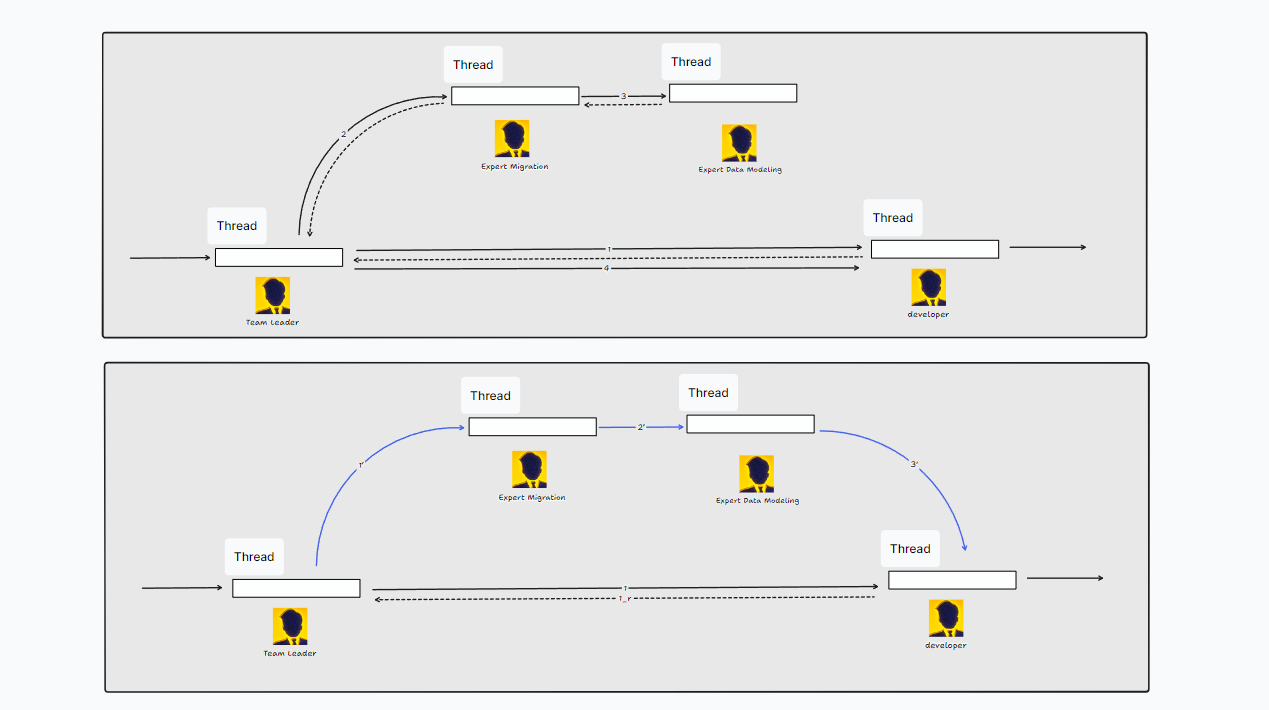 Thread
Thread
3
Expert Migration
Expert Data Modeling
2
Thread
Thread
1
4
Team Leader
developer
Thread
Thread
2'
Expert Migration
Expert Data Modeling
1'
3'
Thread
Thread
1
1_r
Team Leader
developer